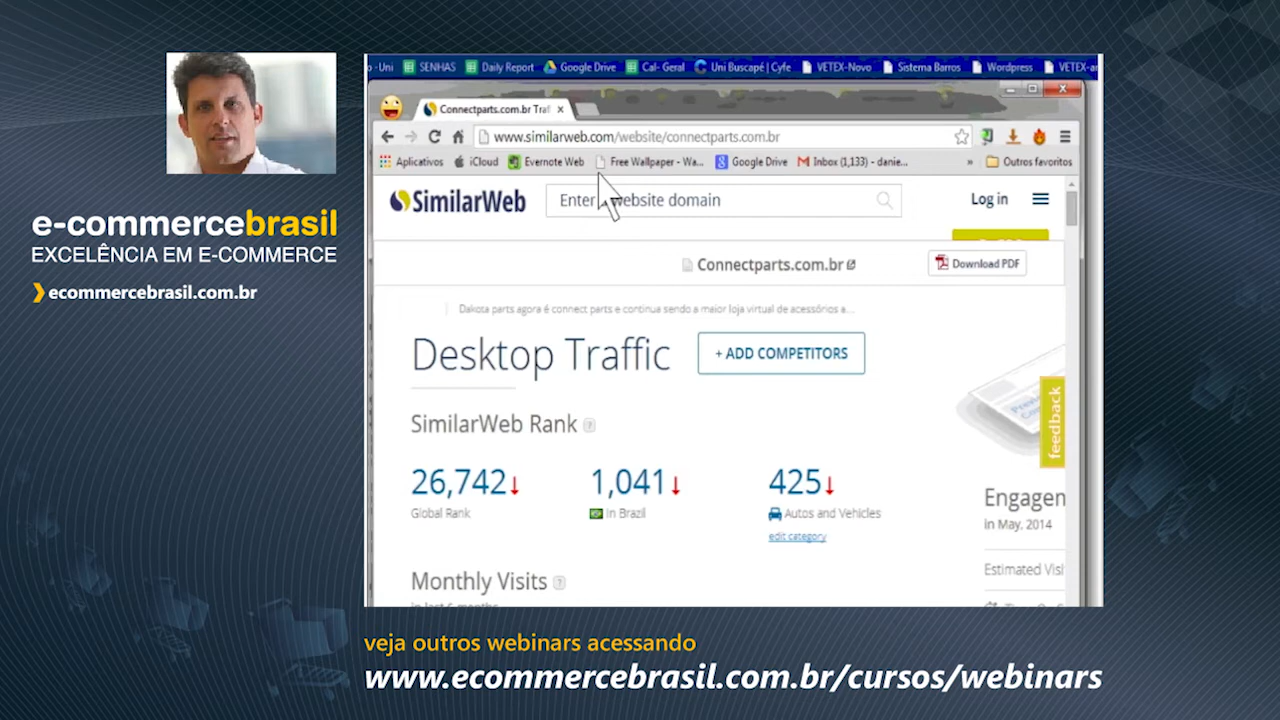 e-commercebrasil
EXCELÊNCIA EM E-COMMERCE
ecommercebrasil.com.br
-Uni SENHAS Daily Report Google Drive Cal- Geral Uni Buscapé | Cyfe VETEX-Novo Sistema Barros Wordpress VETEX-
Connectparts.com.br Traf
www.similarweb.com/website/connectparts.com.br
Aplicativos iCloud Evernote Web Free Wallpaper - Wa... Google Drive Inbox (1,133) - danie... » Outros favoritos
SimilarWeb
Enter website domain
Log in
Connectparts.com.br
Download PDF
Dakota parts agora é connect parts e continua sendo a maior loja virtual de acessórios a...
Desktop Traffic
+ ADD COMPETITORS
feedback
SimilarWeb Rank ?
26,742 1,041 425
Global Rank In Brazil Autos and Vehicles
edit category
Engagem
in May, 2014
Estimated Visi
Monthly Visits ?
veja outros webinars acessando
www.ecommercebrasil.com.br/cursos/webinars